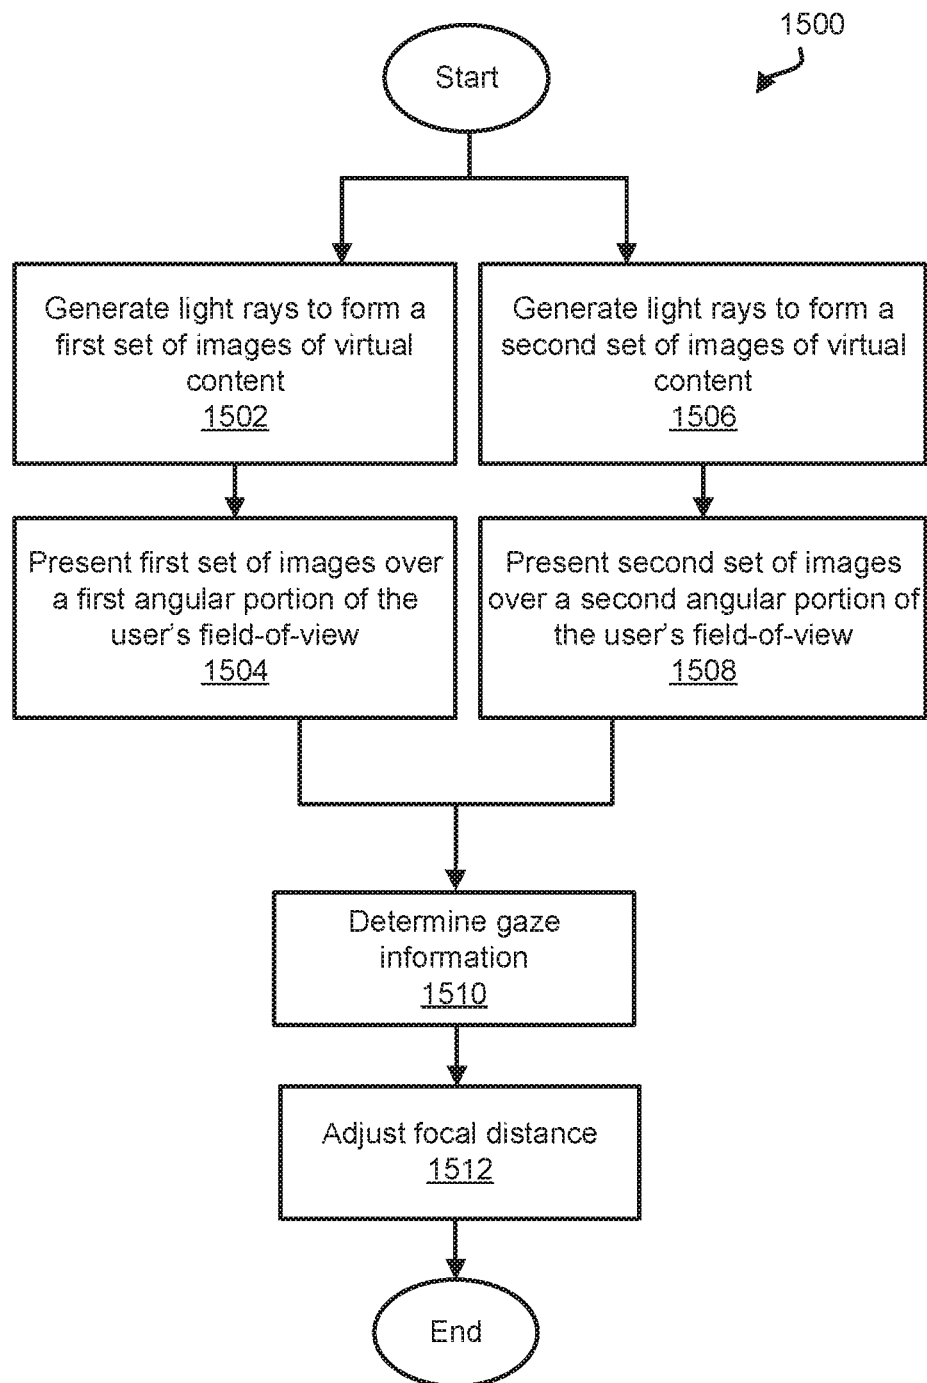 1500
Start
Generate light rays to form a
first set of images of virtual
content
1502
Generate light rays to form a
second set of images of virtual
content
1506
Present first set of images over
a first angular portion of the
user's field-of-view
1504
Present second set of images
over a second angular portion of
the user's field-of-view
1508
Determine gaze
information
1510
Adjust focal distance
1512
End